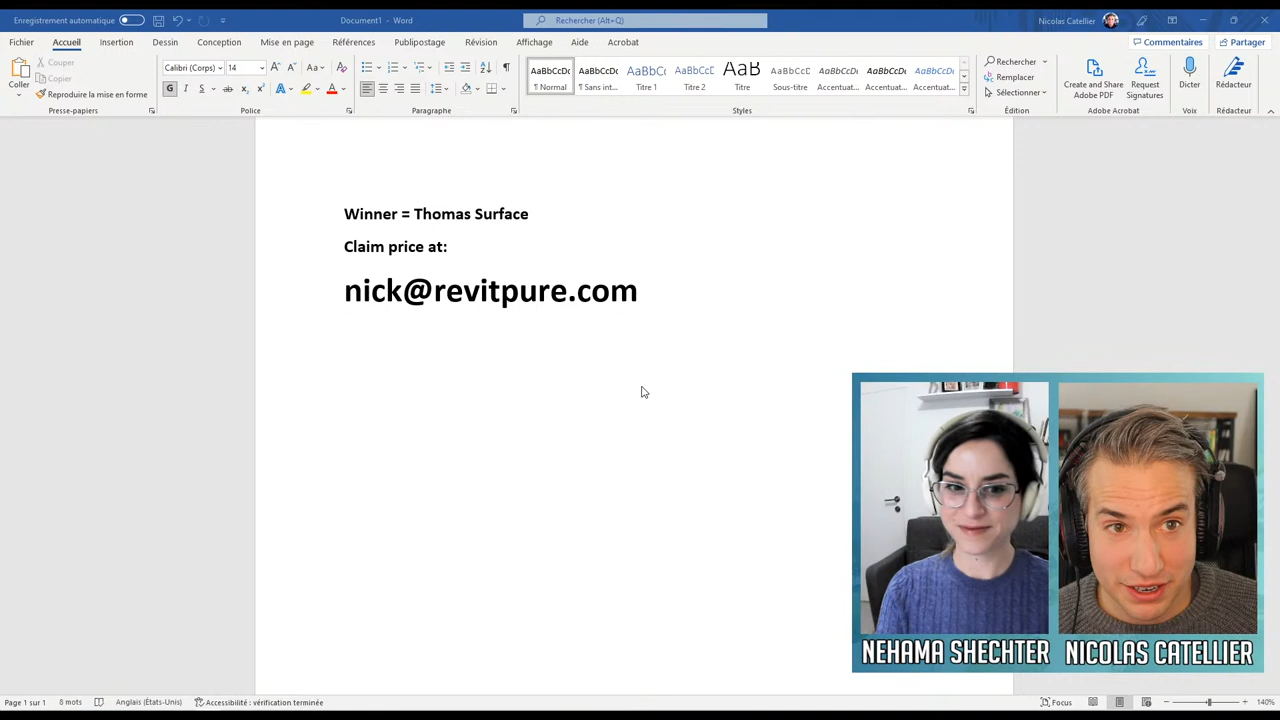 Enregistrement automatique
Document1 - Word
Rechercher (Alt+Q)
Nicolas Catellier
Fichier
Accueil
Insertion
Dessin
Conception
Mise en page
Références
Publipostage
Révision
Affichage
Aide
Acrobat
Commentaires
Partager
Coller
Couper
Copier
Reproduire la mise en forme
Presse-papiers
Calibri (Corps)
14
Police
Paragraphe
AaBbCcDc
¶ Normal
AaBbCcDc
¶ Sans int...
AaBbCc
Titre 1
AaBbCcE
Titre 2
AaB
Titre
AaBbCcD
Sous-titre
AaBbCcDc
Accentuat...
AaBbCcDc
Accentuat...
AaBbCcDc
Accentuat...
Styles
Rechercher
Remplacer
Sélectionner
Édition
Create and Share
Adobe PDF
Request
Signatures
Adobe Acrobat
Dicter
Voix
Rédacteur
Rédacteur
Winner = Thomas Surface
Claim price at:
nick@revitpure.com
NEHAMA SHECHTER
NICOLAS CATELLIER
Page 1 sur 1
8 mots
Anglais (États-Unis)
Accessibilité : vérification terminée
Focus
140%